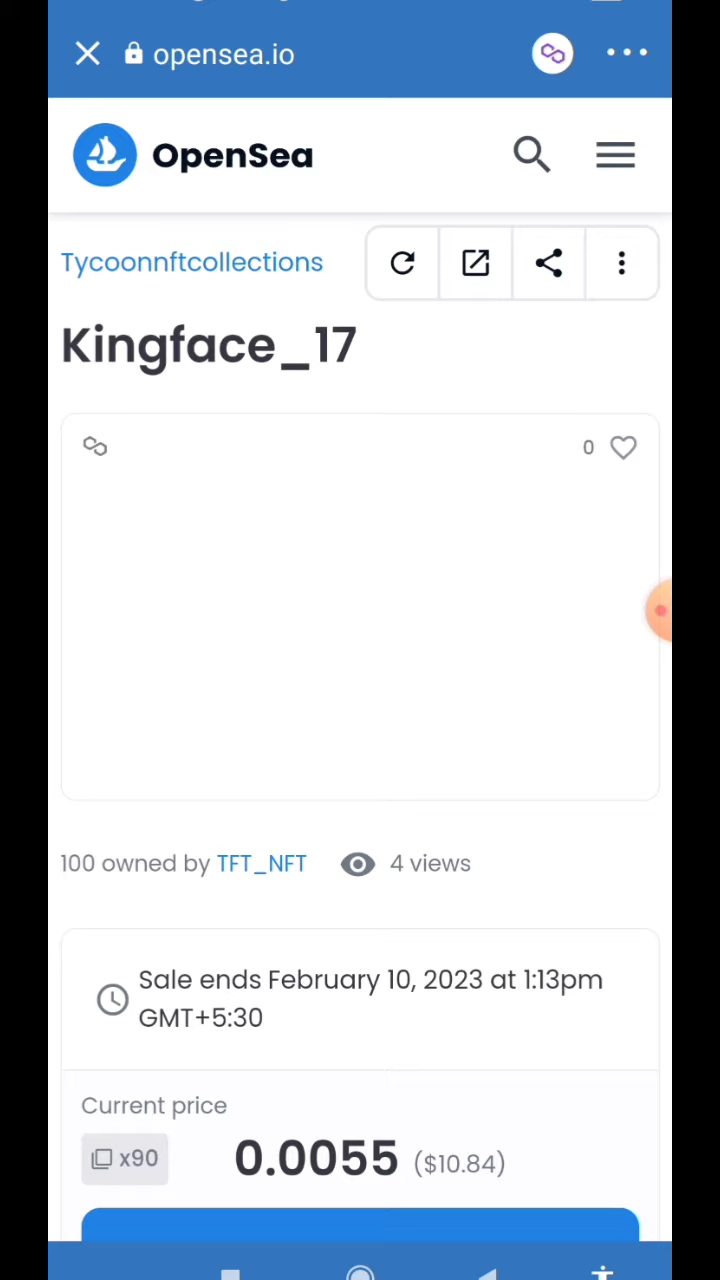 opensea.io
OpenSea
Tycoonnftcollections
Kingface_17
0
100 owned by TFT_NFT 4 views
Sale ends February 10, 2023 at 1:13pm
GMT+5:30
Current price
x90 0.0055 ($10.84)